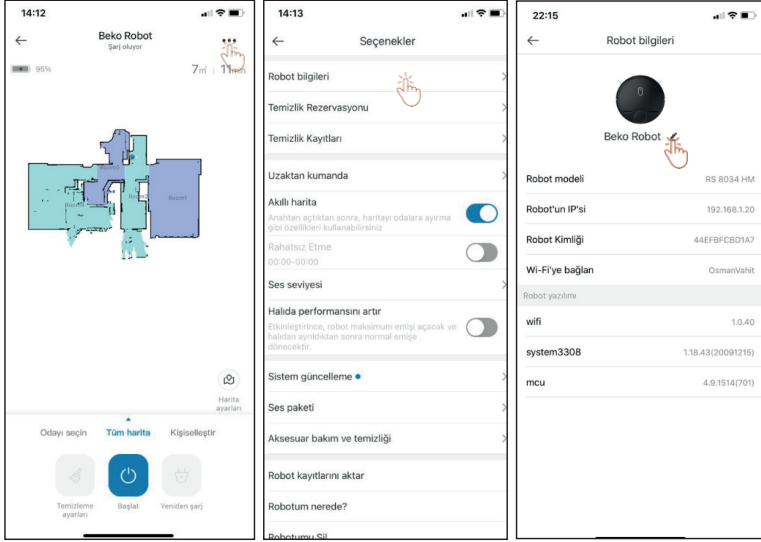 14:12
Beko Robot
Şarj oluyor
95%
7㎡ | 11min
Room3
Room4
Room2
Room1
Harita
ayarları
Odayı seçin
Tüm harita
Kişiselleştir
Temizleme
ayarları
Başlat
Yeniden şarj
14:13
Seçenekler
Robot bilgileri
Temizlik Rezervasyonu
Temizlik Kayıtları
Uzaktan kumanda
Akıllı harita
Anahtarı açtıktan sonra, haritayı odalara ayırma
gibi özellikleri kullanabilirsiniz
Rahatsız Etme
00:00-00:00
Ses seviyesi
Halıda performansını artır
Etkinleştirince, robot maksimum emişi açacak ve
halıdan ayrıldıktan sonra normal emişe
dönecektir.
Sistem güncelleme
Ses paketi
Aksesuar bakım ve temizliği
Robot kayıtlarını aktar
Robotum nerede?
Robotumu Sil
22:15
Robot bilgileri
Beko Robot
Robot modeli RS 8034 HM
Robot'un IP'si 192.168.1.20
Robot Kimliği 44EFBFCBD1A7
Wi-Fi'ye bağlan OsmanVahit
Robot yazılımı
wifi 1.0.40
system3308 1.18.43(20091215)
mcu 4.9.1514(701)